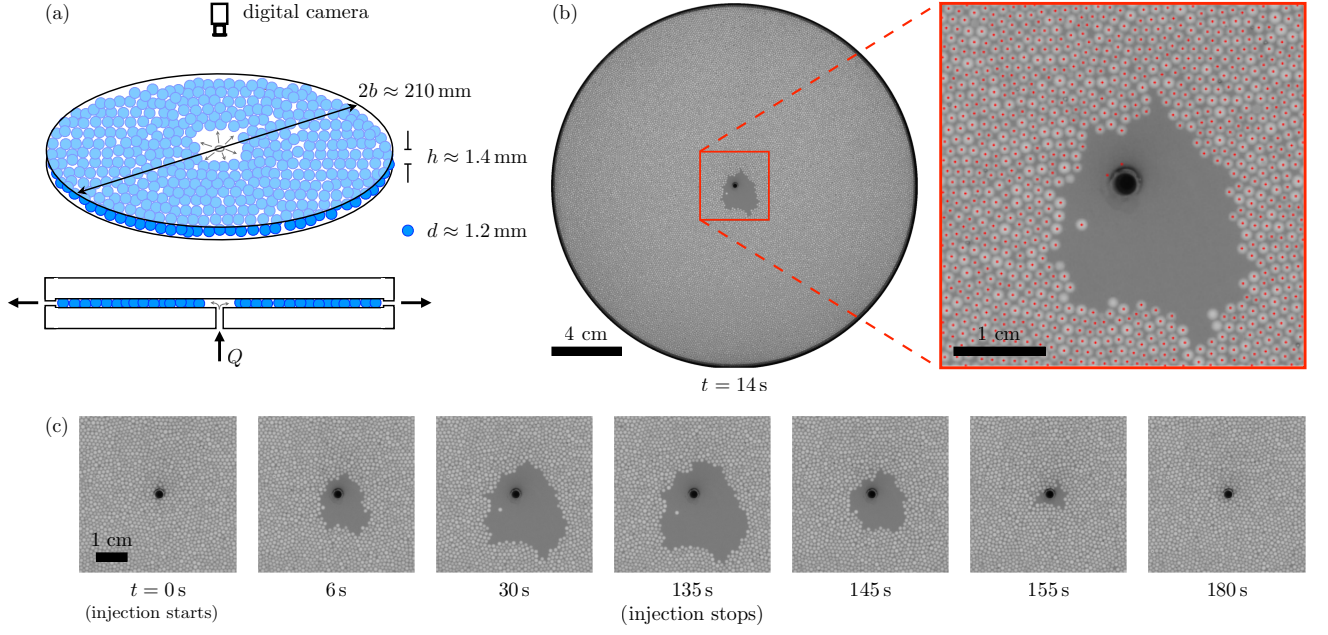 (a)
digital camera
2b ≈ 210 mm
h ≈ 1.4 mm
d ≈ 1.2 mm
Q
(b)
4 cm
t = 14 s
1 cm
(c)
1 cm
t = 0 s
(injection starts)
6 s
30 s
135 s
(injection stops)
145 s
155 s
180 s